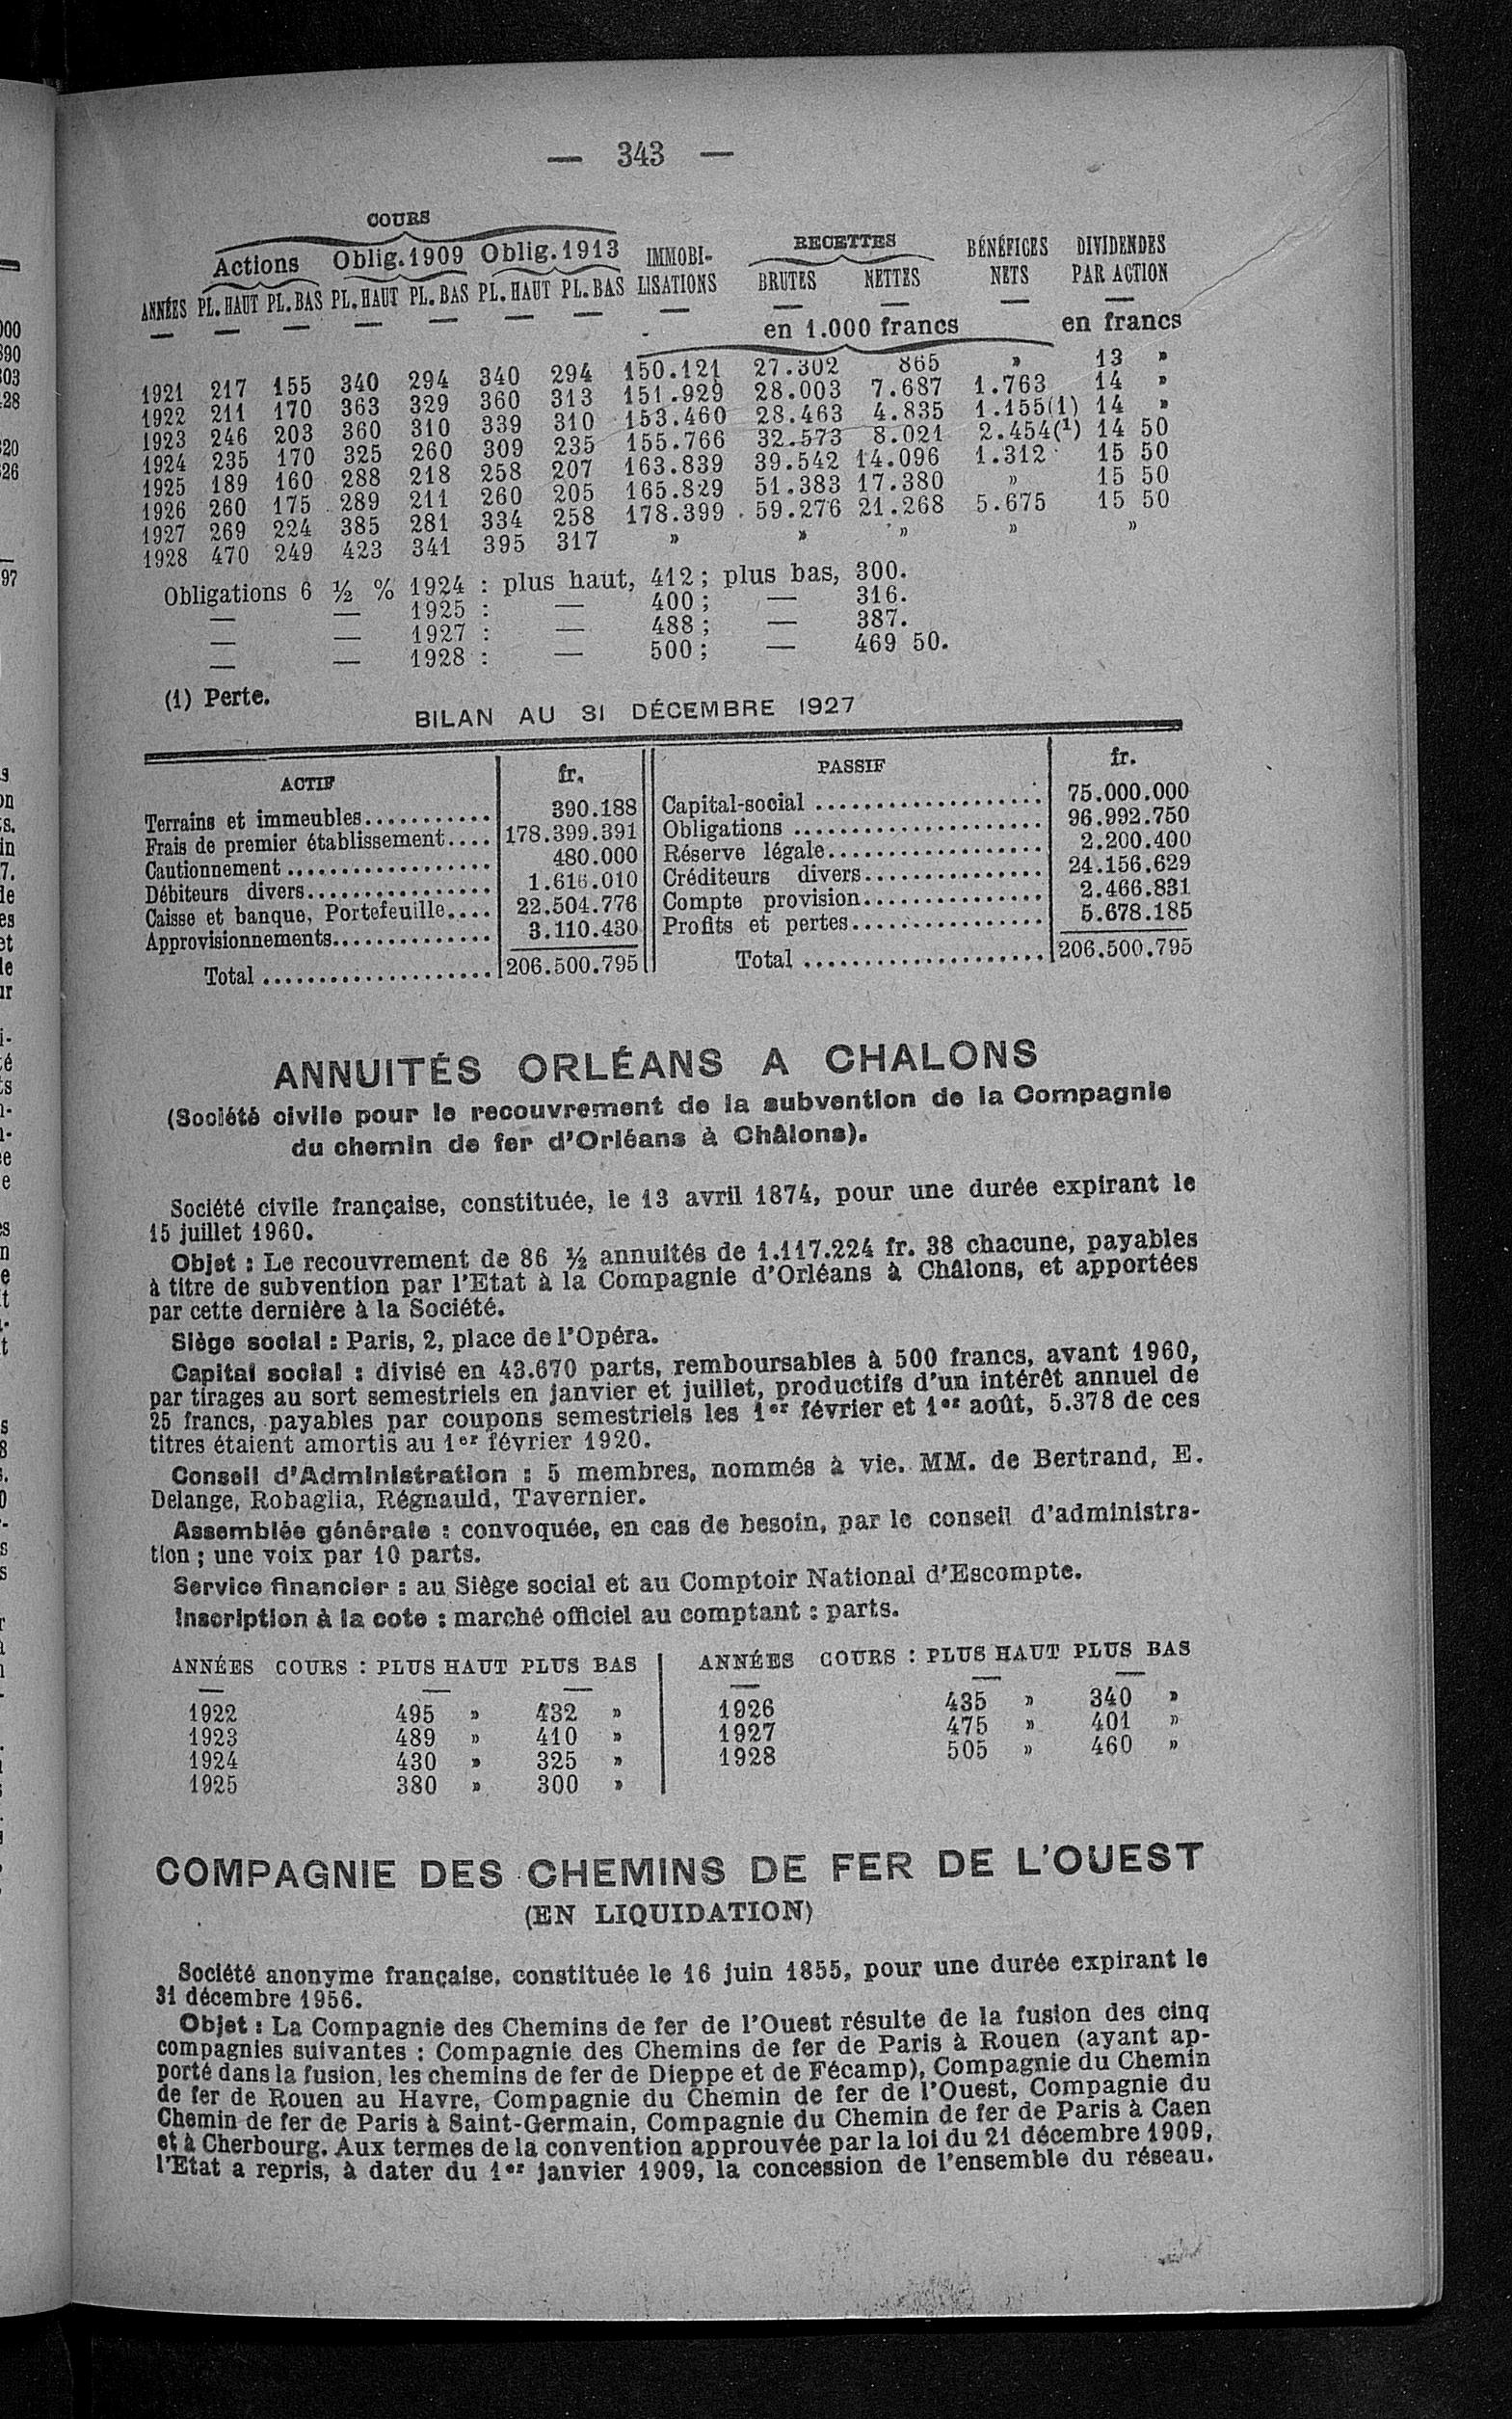 — 343 —
COURS
Actions Oblig.1909 Oblig.1913 IMMOBI- RECETTES BÉNÉFICES DIVIDENDES
ANNÉES PL. HAUT PL. BAS PL. HAUT PL. BAS PL. HAUT PL. BAS LISATIONS BRUTES NETTES NETS PAR ACTION
en 1.000 francs en francs
1921 217 155 340 294 340 294 150.121 27.302 865 » 13 »
1922 211 170 363 329 360 313 151.929 28.003 7.687 1.763 14 »
1923 246 203 360 310 339 310 153.460 28.463 4.835 1.155(1) 14 »
1924 235 170 325 260 309 235 155.766 32.573 8.021 2.454(¹) 14 50
1925 189 160 288 218 258 207 163.839 39.542 14.096 1.312 15 50
1926 260 175 289 211 260 205 165.829 51.383 17.380 » 15 50
1927 269 224 385 281 334 258 178.399 59.276 21.268 5.675 15 50
1928 470 249 423 341 395 317 » » » » »
Obligations 6 ½ % 1924 : plus haut, 412 ; plus bas, 300.
— — 1925 : — 400 ; — 316.
— — 1927 : — 488 ; — 387.
— — 1928 : — 500 ; — 469 50.
(1) Perte.
BILAN AU 31 DÉCEMBRE 1927
ACTIF fr. PASSIF fr.
Terrains et immeubles........... 390.188 Capital-social .................... 75.000.000
Frais de premier établissement.... 178.399.391 Obligations ...................... 96.992.750
Cautionnement .................. 480.000 Réserve légale................... 2.200.400
Débiteurs divers................ 1.616.010 Créditeurs divers................ 24.156.629
Caisse et banque, Portefeuille.... 22.504.776 Compte provision................ 2.466.831
Approvisionnements.............. 3.110.430 Profits et pertes................. 5.678.185
Total .................... 206.500.795 Total ..................... 206.500.795
ANNUITÉS ORLÉANS A CHALONS
(Société civile pour le recouvrement de la subvention de la Compagnie
du chemin de fer d'Orléans à Châlons).
Société civile française, constituée, le 13 avril 1874, pour une durée expirant le
15 juillet 1960.
Objet : Le recouvrement de 86 ½ annuités de 1.117.224 fr. 38 chacune, payables
à titre de subvention par l'Etat à la Compagnie d'Orléans à Châlons, et apportées
par cette dernière à la Société.
Siège social : Paris, 2, place de l'Opéra.
Capital social : divisé en 43.670 parts, remboursables à 500 francs, avant 1960,
par tirages au sort semestriels en janvier et juillet, productifs d'un intérêt annuel de
25 francs, payables par coupons semestriels les 1er février et 1er août, 5.378 de ces
titres étaient amortis au 1er février 1920.
Conseil d'Administration : 5 membres, nommés à vie. MM. de Bertrand, E.
Delange, Robaglia, Régnauld, Tavernier.
Assemblée générale : convoquée, en cas de besoin, par le conseil d'administra-
tion ; une voix par 10 parts.
Service financier : au Siège social et au Comptoir National d'Escompte.
Inscription à la cote : marché officiel au comptant : parts.
ANNÉES COURS : PLUS HAUT PLUS BAS ANNÉES COURS : PLUS HAUT PLUS BAS
1922 495 » 432 » 1926 435 » 340 »
1923 489 » 410 » 1927 475 » 401 »
1924 430 » 325 » 1928 505 » 460 »
1925 380 » 300 »
COMPAGNIE DES CHEMINS DE FER DE L'OUEST
(EN LIQUIDATION)
Société anonyme française, constituée le 16 juin 1855, pour une durée expirant le
31 décembre 1956.
Objet : La Compagnie des Chemins de fer de l'Ouest résulte de la fusion des cinq
compagnies suivantes : Compagnie des Chemins de fer de Paris à Rouen (ayant ap-
porté dans la fusion, les chemins de fer de Dieppe et de Fécamp), Compagnie du Chemin
de fer de Rouen au Havre, Compagnie du Chemin de fer de l'Ouest, Compagnie du
Chemin de fer de Paris à Saint-Germain, Compagnie du Chemin de fer de Paris à Caen
et à Cherbourg. Aux termes de la convention approuvée par la loi du 21 décembre 1909,
l'Etat a repris, à dater du 1er janvier 1909, la concession de l'ensemble du réseau.